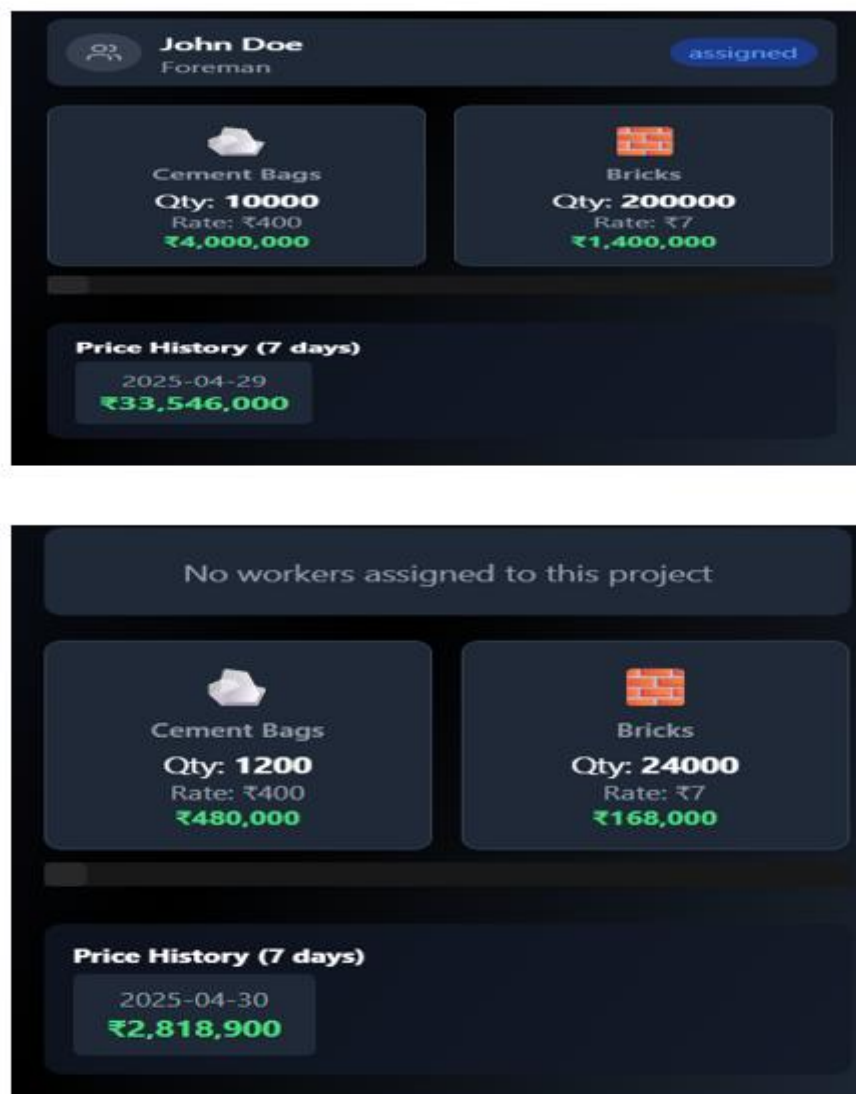 John Doe
Foreman
assigned
Cement Bags
Qty: 10000
Rate: ₹400
₹4,000,000
Bricks
Qty: 200000
Rate: ₹7
₹1,400,000
Price History (7 days)
2025-04-29
₹33,546,000
No workers assigned to this project
Cement Bags
Qty: 1200
Rate: ₹400
₹480,000
Bricks
Qty: 24000
Rate: ₹7
₹168,000
Price History (7 days)
2025-04-30
₹2,818,900